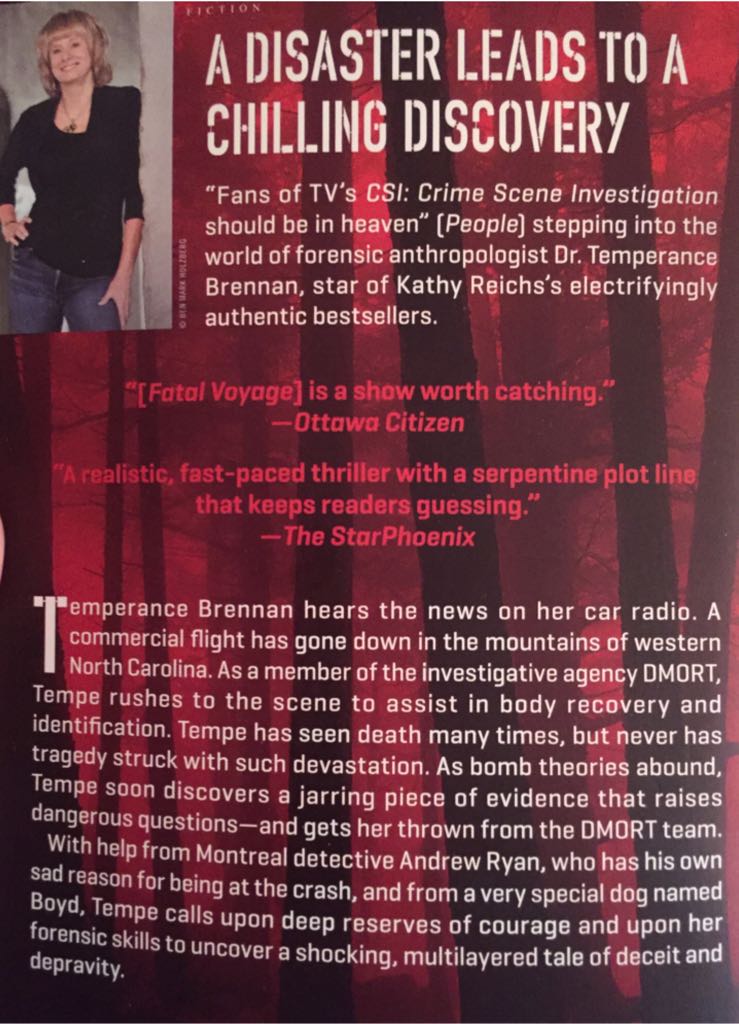 FICTION
A DISASTER LEADS TO A
CHILLING DISCOVERY
“Fans of TV’s CSI: Crime Scene Investigation
should be in heaven” (People) stepping into the
world of forensic anthropologist Dr. Temperance
Brennan, star of Kathy Reichs’s electrifyingly
authentic bestsellers.
© BEN MARK HOLZBERG
“[Fatal Voyage] is a show worth catching.”
—Ottawa Citizen
“A realistic, fast-paced thriller with a serpentine plot line
that keeps readers guessing.”
—The StarPhoenix
Temperance Brennan hears the news on her car radio. A
commercial flight has gone down in the mountains of western
North Carolina. As a member of the investigative agency DMORT,
Tempe rushes to the scene to assist in body recovery and
identification. Tempe has seen death many times, but never has
tragedy struck with such devastation. As bomb theories abound,
Tempe soon discovers a jarring piece of evidence that raises
dangerous questions—and gets her thrown from the DMORT team.
With help from Montreal detective Andrew Ryan, who has his own
sad reason for being at the crash, and from a very special dog named
Boyd, Tempe calls upon deep reserves of courage and upon her
forensic skills to uncover a shocking, multilayered tale of deceit and
depravity.